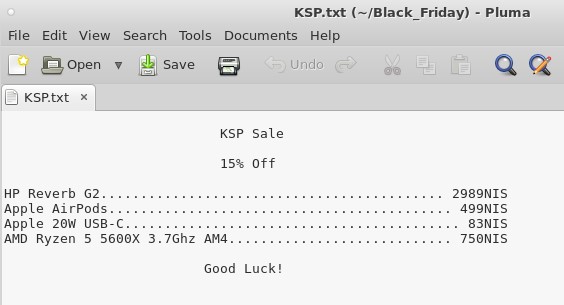 KSP.txt (~/Black_Friday) - Pluma
File Edit View Search Tools Documents Help
Open Save Undo
KSP.txt ×
KSP Sale
15% Off
HP Reverb G2........................................... 2989NIS
Apple AirPods........................................... 499NIS
Apple 20W USB-C.......................................... 83NIS
AMD Ryzen 5 5600X 3.7Ghz AM4............................ 750NIS
Good Luck!